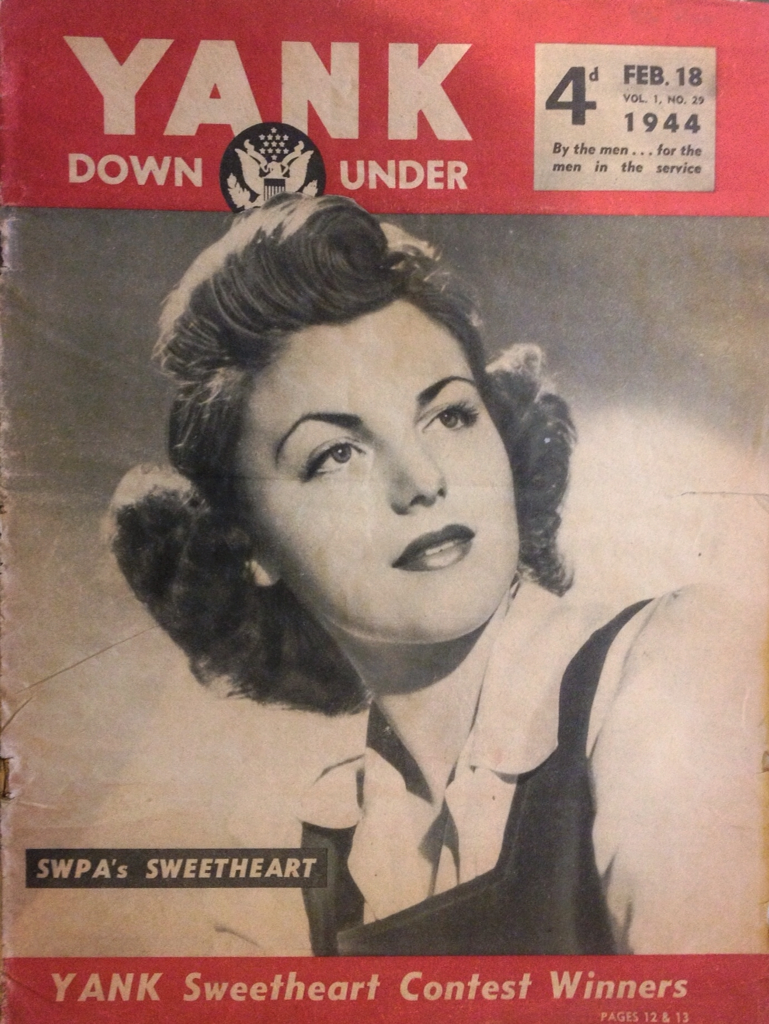 YANK
DOWN UNDER
4d
FEB. 18
VOL. 1, NO. 29
1944
By the men... for the
men in the service
SWPA's SWEETHEART
YANK Sweetheart Contest Winners
PAGES 12 & 13